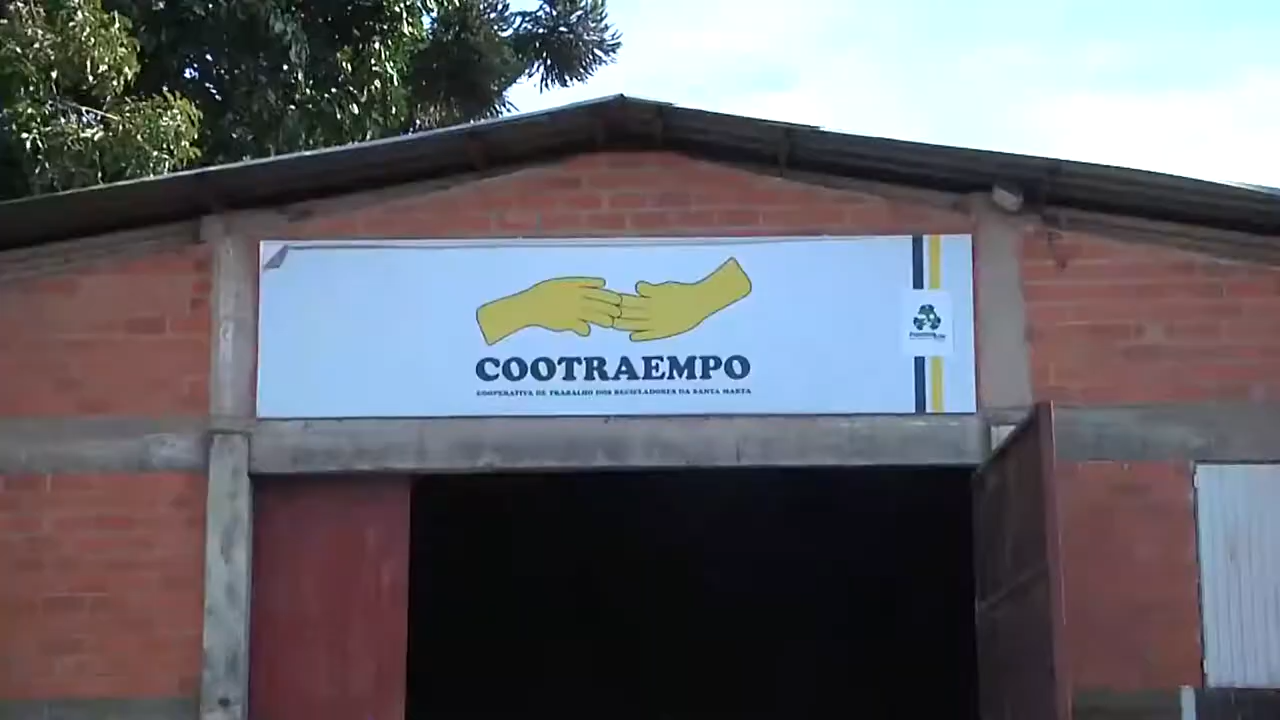 COOTRAEMPO
COOPERATIVA DE TRABALHO DOS RECICLADORES DA SANTA MARTA